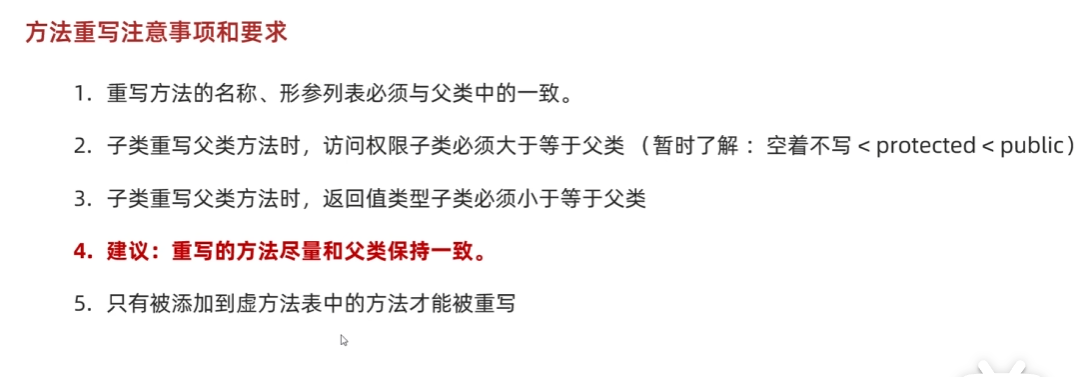 方法重写注意事项和要求
1. 重写方法的名称、形参列表必须与父类中的一致。
2. 子类重写父类方法时，访问权限子类必须大于等于父类 （暂时了解 ：空着不写 < protected < public）
3. 子类重写父类方法时，返回值类型子类必须小于等于父类
4. 建议：重写的方法尽量和父类保持一致。
5. 只有被添加到虚方法表中的方法才能被重写